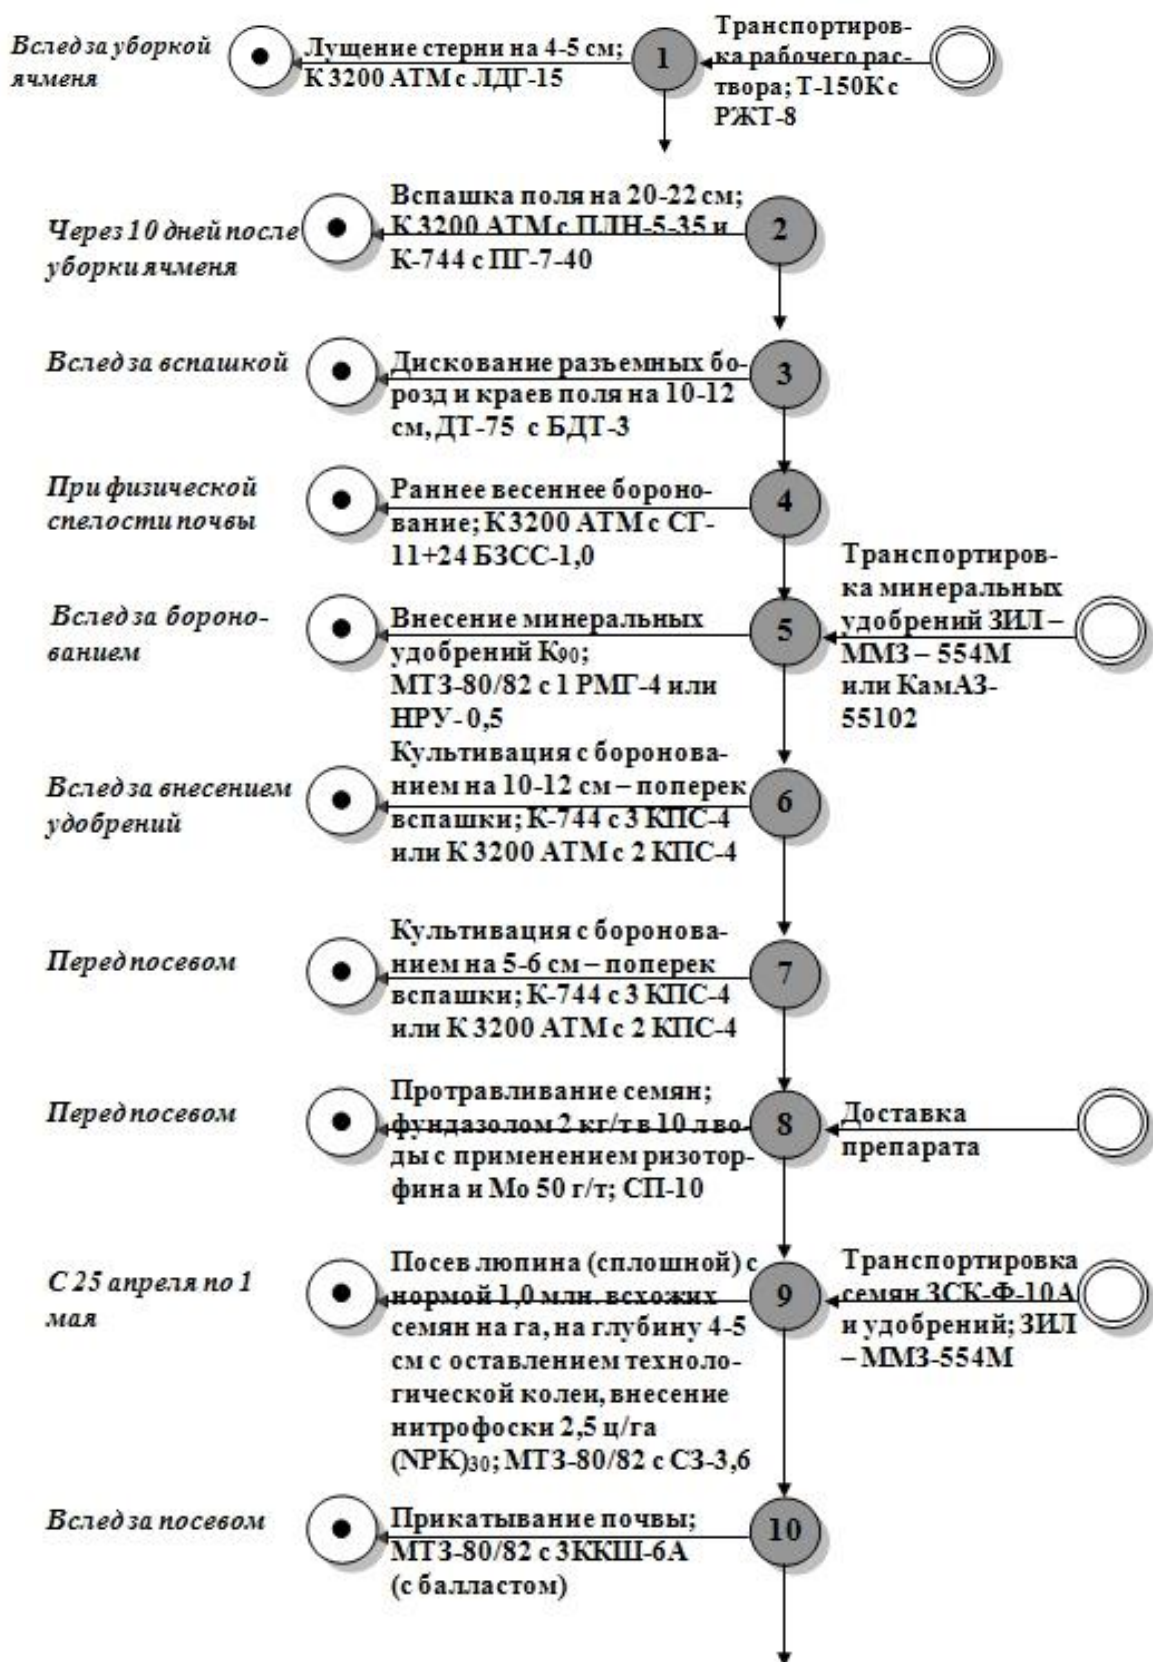 Вслед за уборкой
ячменя
Лущение стерни на 4-5 см;
К 3200 АТМ с ЛДГ-15
1
Транспортиров-
ка рабочего рас-
твора; Т-150К с
РЖТ-8
Через 10 дней после
уборки ячменя
Вспашка поля на 20-22 см;
К 3200 АТМ с ПЛН-5-35 и
К-744 с ПГ-7-40
2
Вслед за вспашкой
Дискование разъемных бо-
розд и краев поля на 10-12
см, ДТ-75 с БДТ-3
3
При физической
спелости почвы
Раннее весеннее бороно-
вание; К 3200 АТМ с СГ-
11+24 БЗСС-1,0
4
Вслед за бороно-
ванием
Внесение минеральных
удобрений К90;
МТЗ-80/82 с 1 РМГ-4 или
НРУ-0,5
5
Транспортиров-
ка минеральных
удобрений ЗИЛ –
ММЗ – 554М
или КамАЗ-
55102
Вслед за внесением
удобрений
Культивация с боронова-
нием на 10-12 см – поперек
вспашки; К-744 с 3 КПС-4
или К 3200 АТМ с 2 КПС-4
6
Перед посевом
Культивация с боронова-
нием на 5-6 см – поперек
вспашки; К-744 с 3 КПС-4
или К 3200 АТМ с 2 КПС-4
7
Перед посевом
Протравливание семян;
фундазолом 2 кг/т в 10 л во-
ды с применением ризотор-
фина и Мо 50 г/т; СП-10
8
Доставка
препарата
С 25 апреля по 1
мая
Посев люпина (сплошной) с
нормой 1,0 млн. всхожих
семян на га, на глубину 4-5
см с оставлением техноло-
гической колеи, внесение
нитрофоски 2,5 ц/га
(NPK)30; МТЗ-80/82 с СЗ-3,6
9
Транспортировка
семян ЗСК-Ф-10А
и удобрений; ЗИЛ
– ММЗ-554М
Вслед за посевом
Прикатывание почвы;
МТЗ-80/82 с 3ККШ-6А
(с балластом)
10